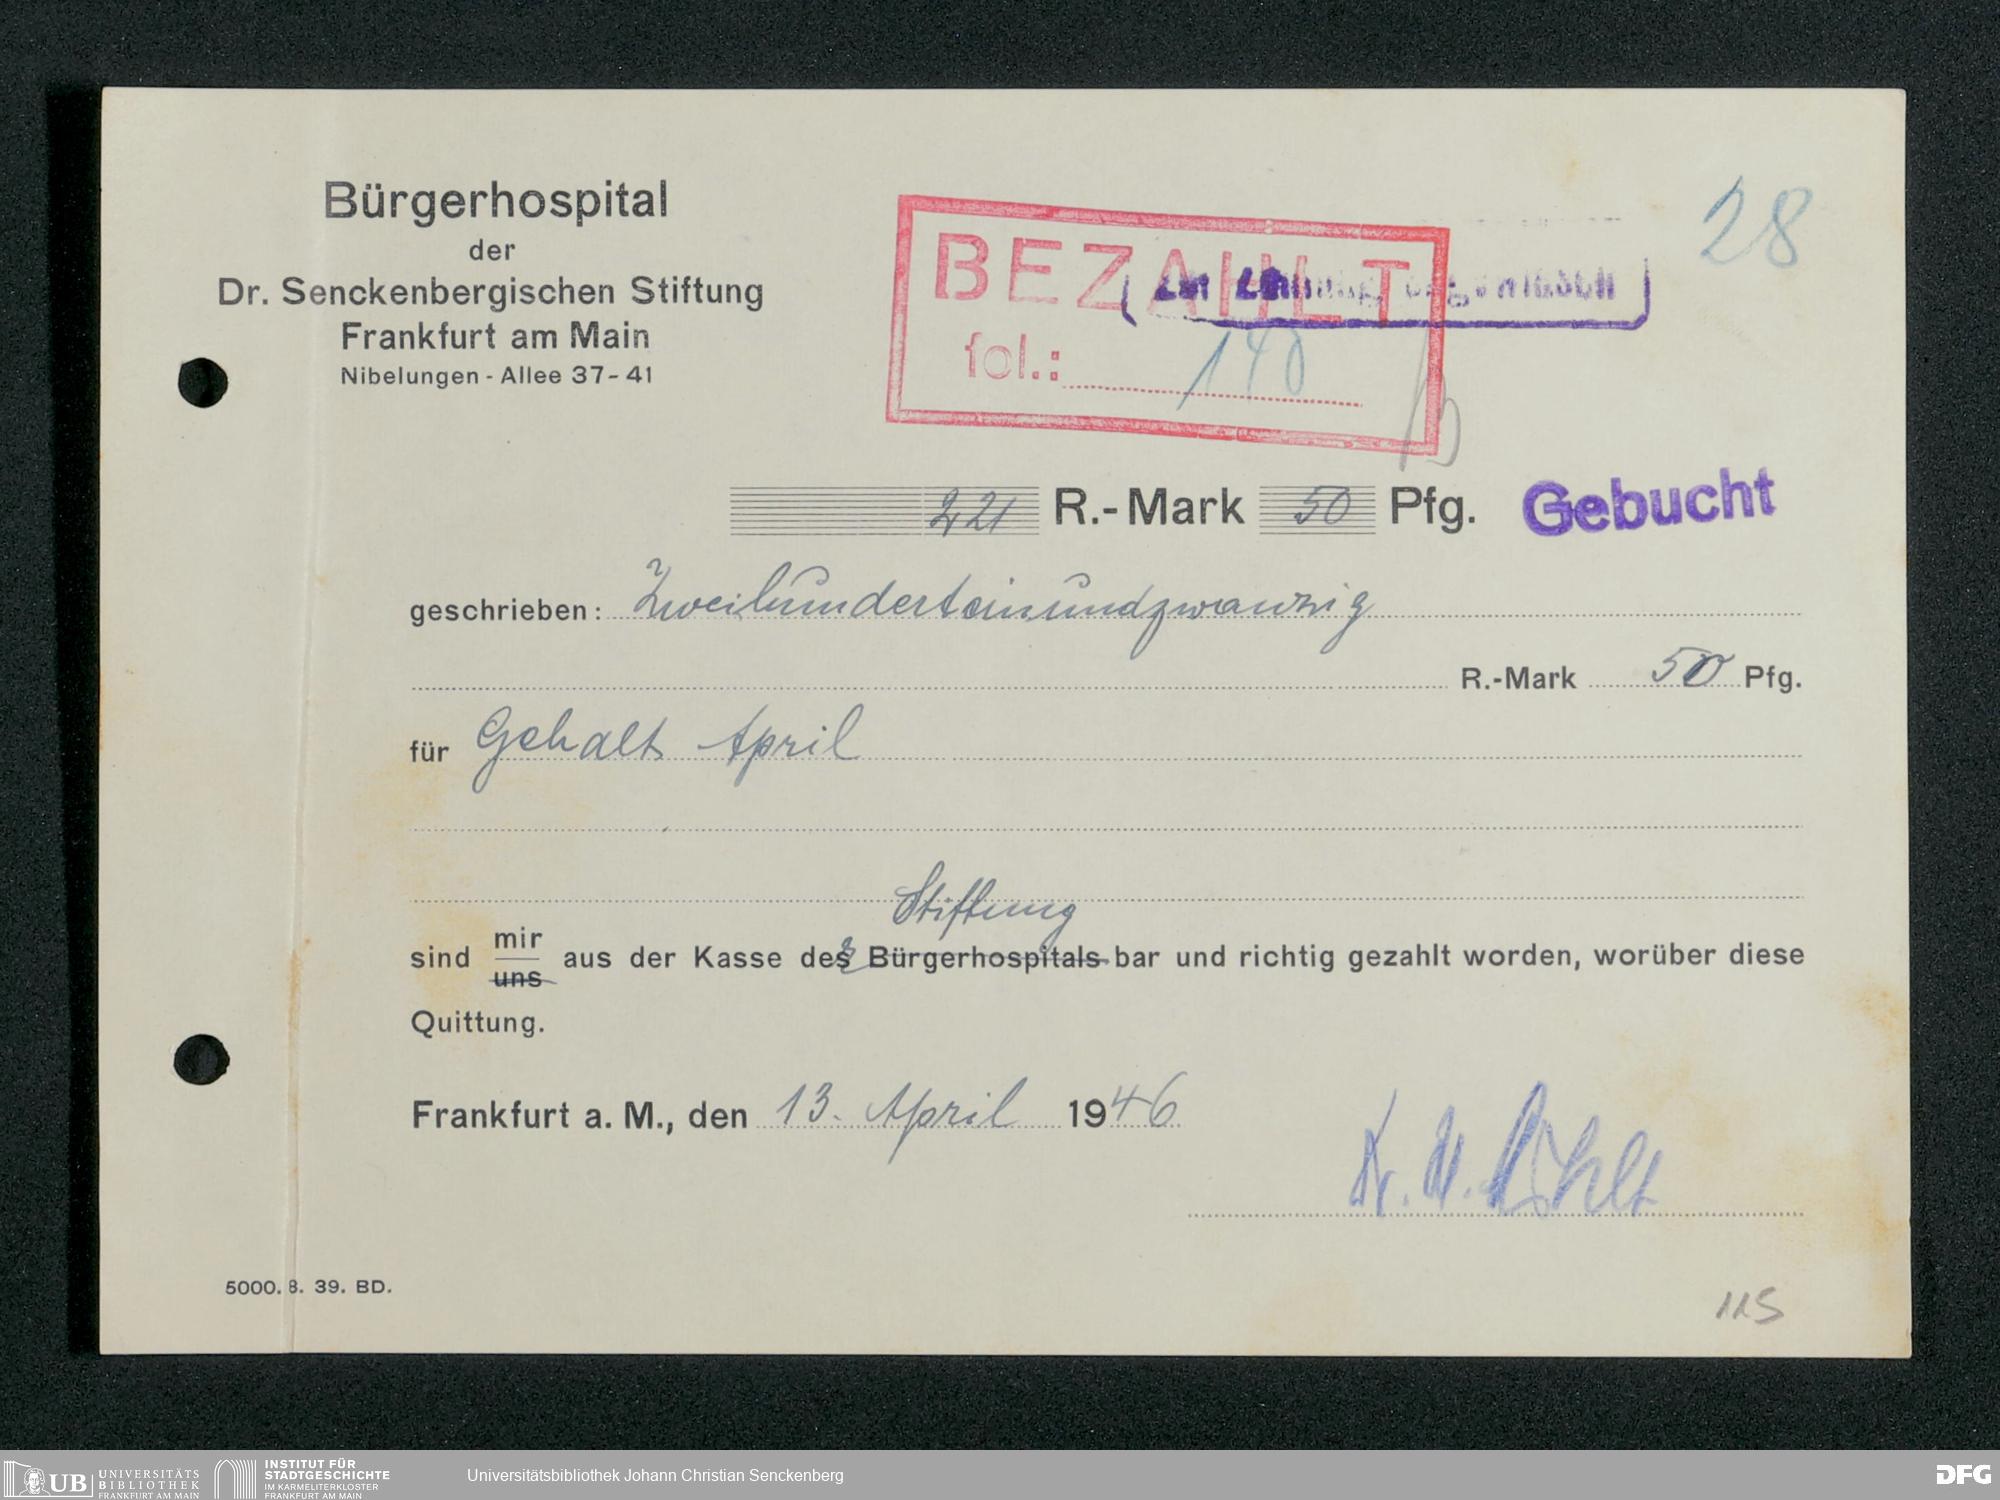 28
Bürgerhospital
der
Dr. Senckenbergischen Stiftung
Frankfurt am Main
Nibelungen - Allee 37-41
BEZAHLT
fol.: 140
221 R.-Mark 50 Pfg.
Gebucht
geschrieben: Zweihunderteinundzwanzig
R.-Mark 50 Pfg.
für Gehalt April
Stiftung
sind mir
uns aus der Kasse des Bürgerhospitals bar und richtig gezahlt worden, worüber diese
Quittung.
Frankfurt a. M., den 13. April 1946
Dr. W.
5000. 8. 39. BD.
115
UB UNIVERSITÄTS
BIBLIOTHEK
FRANKFURT AM MAIN
INSTITUT FÜR
STADTGESCHICHTE
IM KARMELITERKLOSTER
FRANKFURT AM MAIN
Universitätsbibliothek Johann Christian Senckenberg
DFG